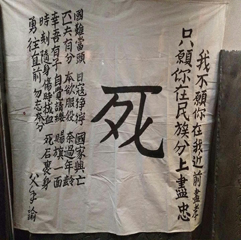 我不願你在我近前盡孝
只願你在民族分上盡忠
死
國難當頭 日寇猙獰 國家興亡
匹夫有分 本欲服役 奈過年齡
幸吾有子 自覺請纓 賜旗一面
時刻隨身 傷時拭血 死后裹身
勇往直前 勿忘本分
父手諭